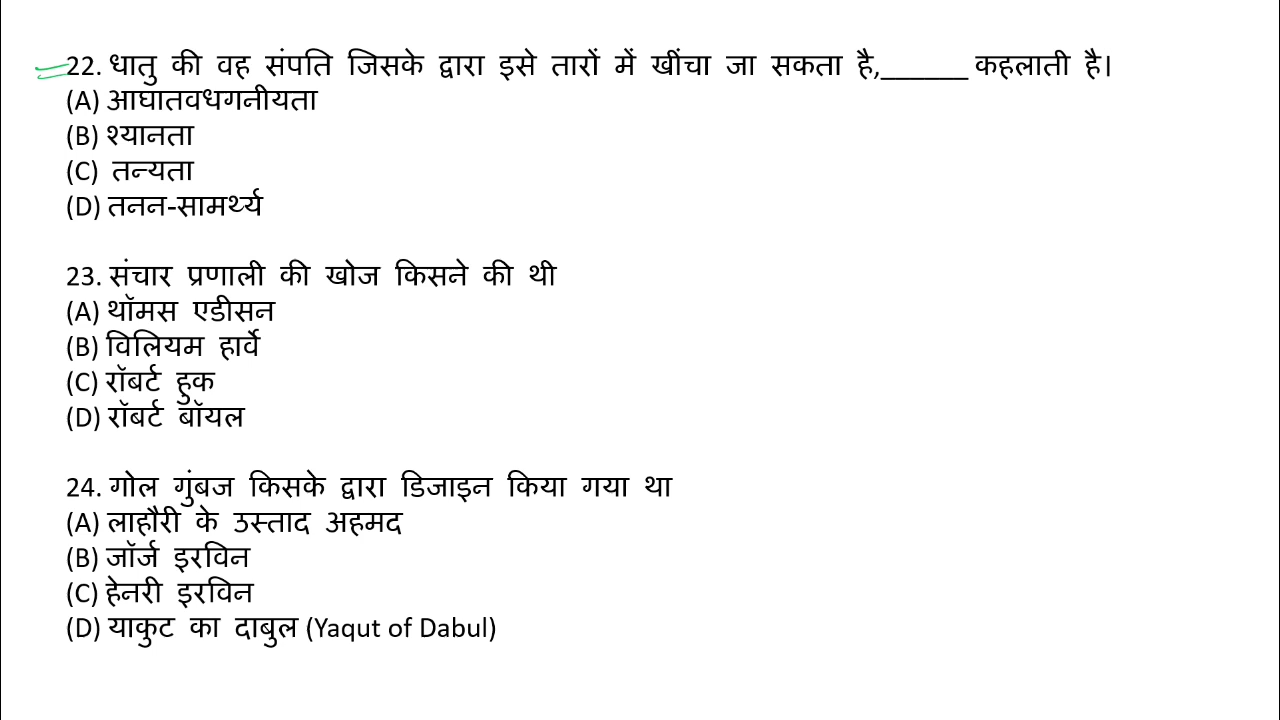 22. धातु की वह संपति जिसके द्वारा इसे तारों में खींचा जा सकता है,______ कहलाती है।
(A) आघातवधगनीयता
(B) श्यानता
(C) तन्यता
(D) तनन-सामर्थ्य
23. संचार प्रणाली की खोज किसने की थी
(A) थॉमस एडीसन
(B) विलियम हार्वे
(C) रॉबर्ट हुक
(D) रॉबर्ट बॉयल
24. गोल गुंबज किसके द्वारा डिजाइन किया गया था
(A) लाहौरी के उस्ताद अहमद
(B) जॉर्ज इरविन
(C) हेनरी इरविन
(D) याकुट का दाबुल (Yaqut of Dabul)